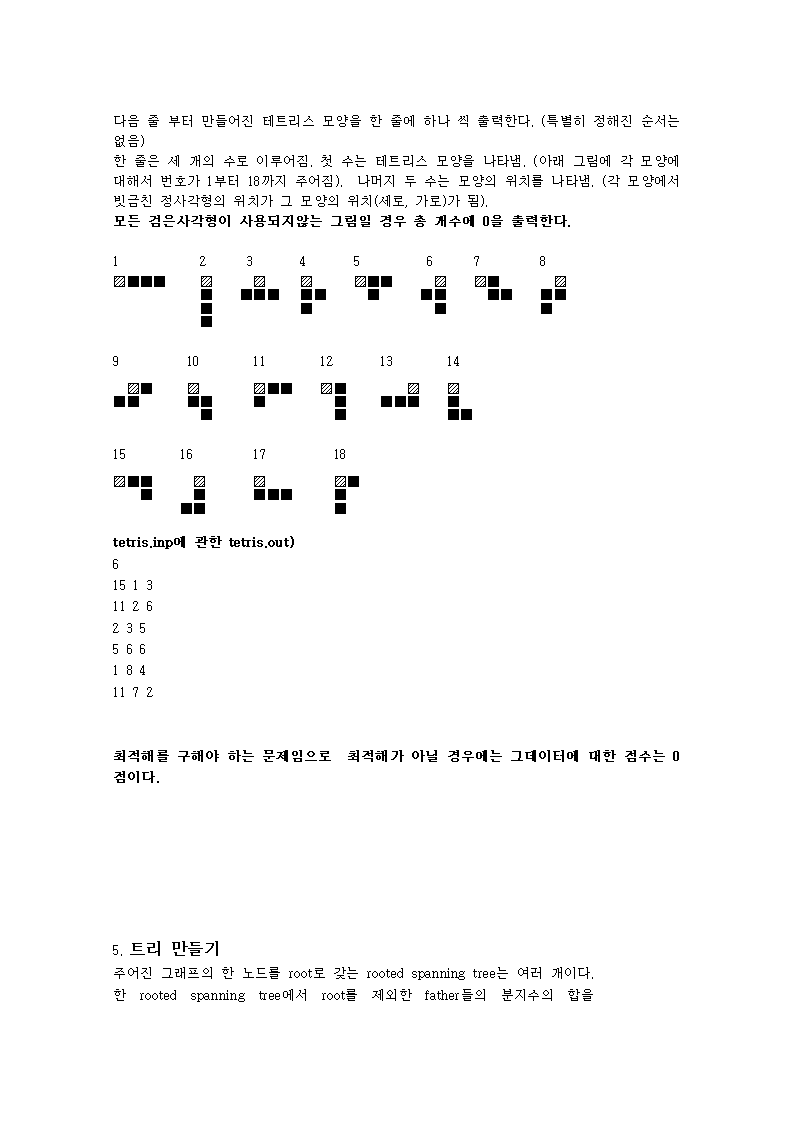 다음 줄 부터 만들어진 테트리스 모양을 한 줄에 하나 씩 출력한다. (특별히 정해진 순서는
없음)
한 줄은 세 개의 수로 이루어짐. 첫 수는 테트리스 모양을 나타냄. (아래 그림에 각 모양에
대해서 번호가 1부터 18까지 주어짐). 나머지 두 수는 모양의 위치를 나타냄. (각 모양에서
빗금친 정사각형의 위치가 그 모양의 위치(세로, 가로)가 됨).
모든 검은사각형이 사용되지않는 그림일 경우 총 개수에 0을 출력한다.
1 2 3 4 5 6 7 8
9 10 11 12 13 14
15 16 17 18
tetris.inp에 관한 tetris.out)
6
15 1 3
11 2 6
2 3 5
5 6 6
1 8 4
11 7 2
최적해를 구해야 하는 문제임으로 최적해가 아닐 경우에는 그데이터에 대한 점수는 0
점이다.
5. 트리 만들기
주어진 그래프의 한 노드를 root로 갖는 rooted spanning tree는 여러 개이다.
한 rooted spanning tree에서 root를 제외한 father들의 분지수의 합을